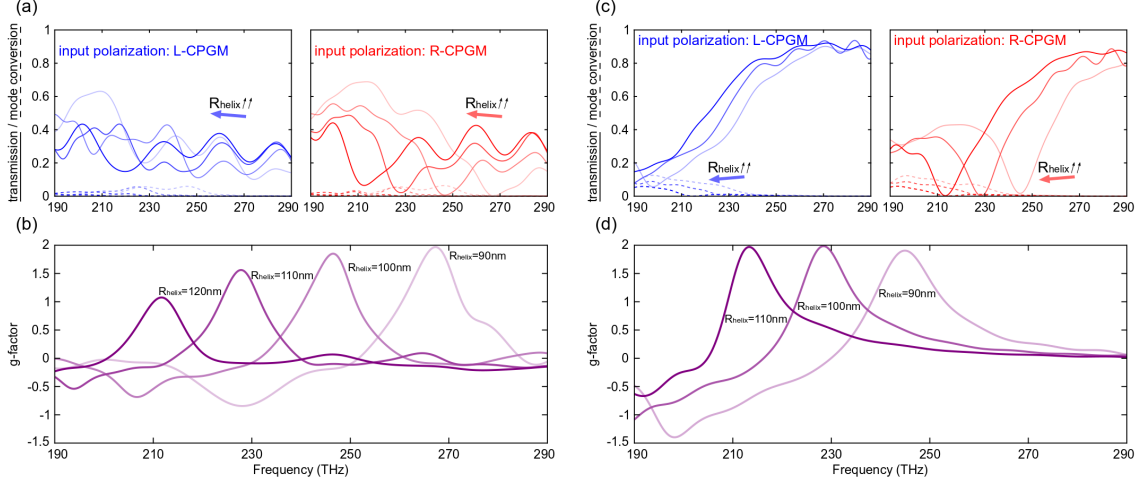 (a)
transmission / mode conversion
1
0.8
0.6
0.4
0.2
0
input polarization: L-CPGM
Rhelix⇈
190 210 230 250 270 290
input polarization: R-CPGM
Rhelix⇈
190 210 230 250 270 290
(b)
g-factor
2
1.5
1
0.5
0
-0.5
-1
-1.5
Rhelix=120nm
Rhelix=110nm
Rhelix=100nm
Rhelix=90nm
190 210 230 250 270 290
Frequency (THz)
(c)
transmission / mode conversion
1
0.8
0.6
0.4
0.2
0
input polarization: L-CPGM
Rhelix⇈
190 210 230 250 270 290
input polarization: R-CPGM
Rhelix⇈
190 210 230 250 270 290
(d)
g-factor
2
1.5
1
0.5
0
-0.5
-1
-1.5
Rhelix=110nm
Rhelix=100nm
Rhelix=90nm
190 210 230 250 270 290
Frequency (THz)